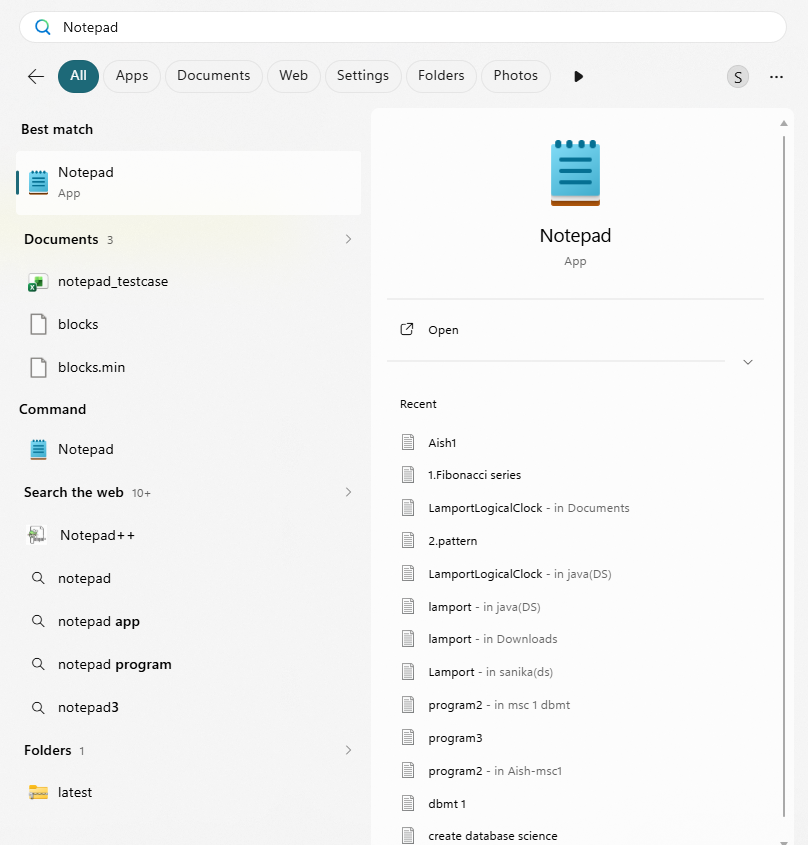 Notepad
All Apps Documents Web Settings Folders Photos S
Best match
Notepad
App
Documents 3
notepad_testcase
blocks
blocks.min
Command
Notepad
Search the web 10+
Notepad++
notepad
notepad app
notepad program
notepad3
Folders 1
latest
Notepad
App
Open
Recent
Aish1
1.Fibonacci series
LamportLogicalClock - in Documents
2.pattern
LamportLogicalClock - in java(DS)
lamport - in java(DS)
lamport - in Downloads
Lamport - in sanika(ds)
program2 - in msc 1 dbmt
program3
program2 - in Aish-msc1
dbmt 1
create database science